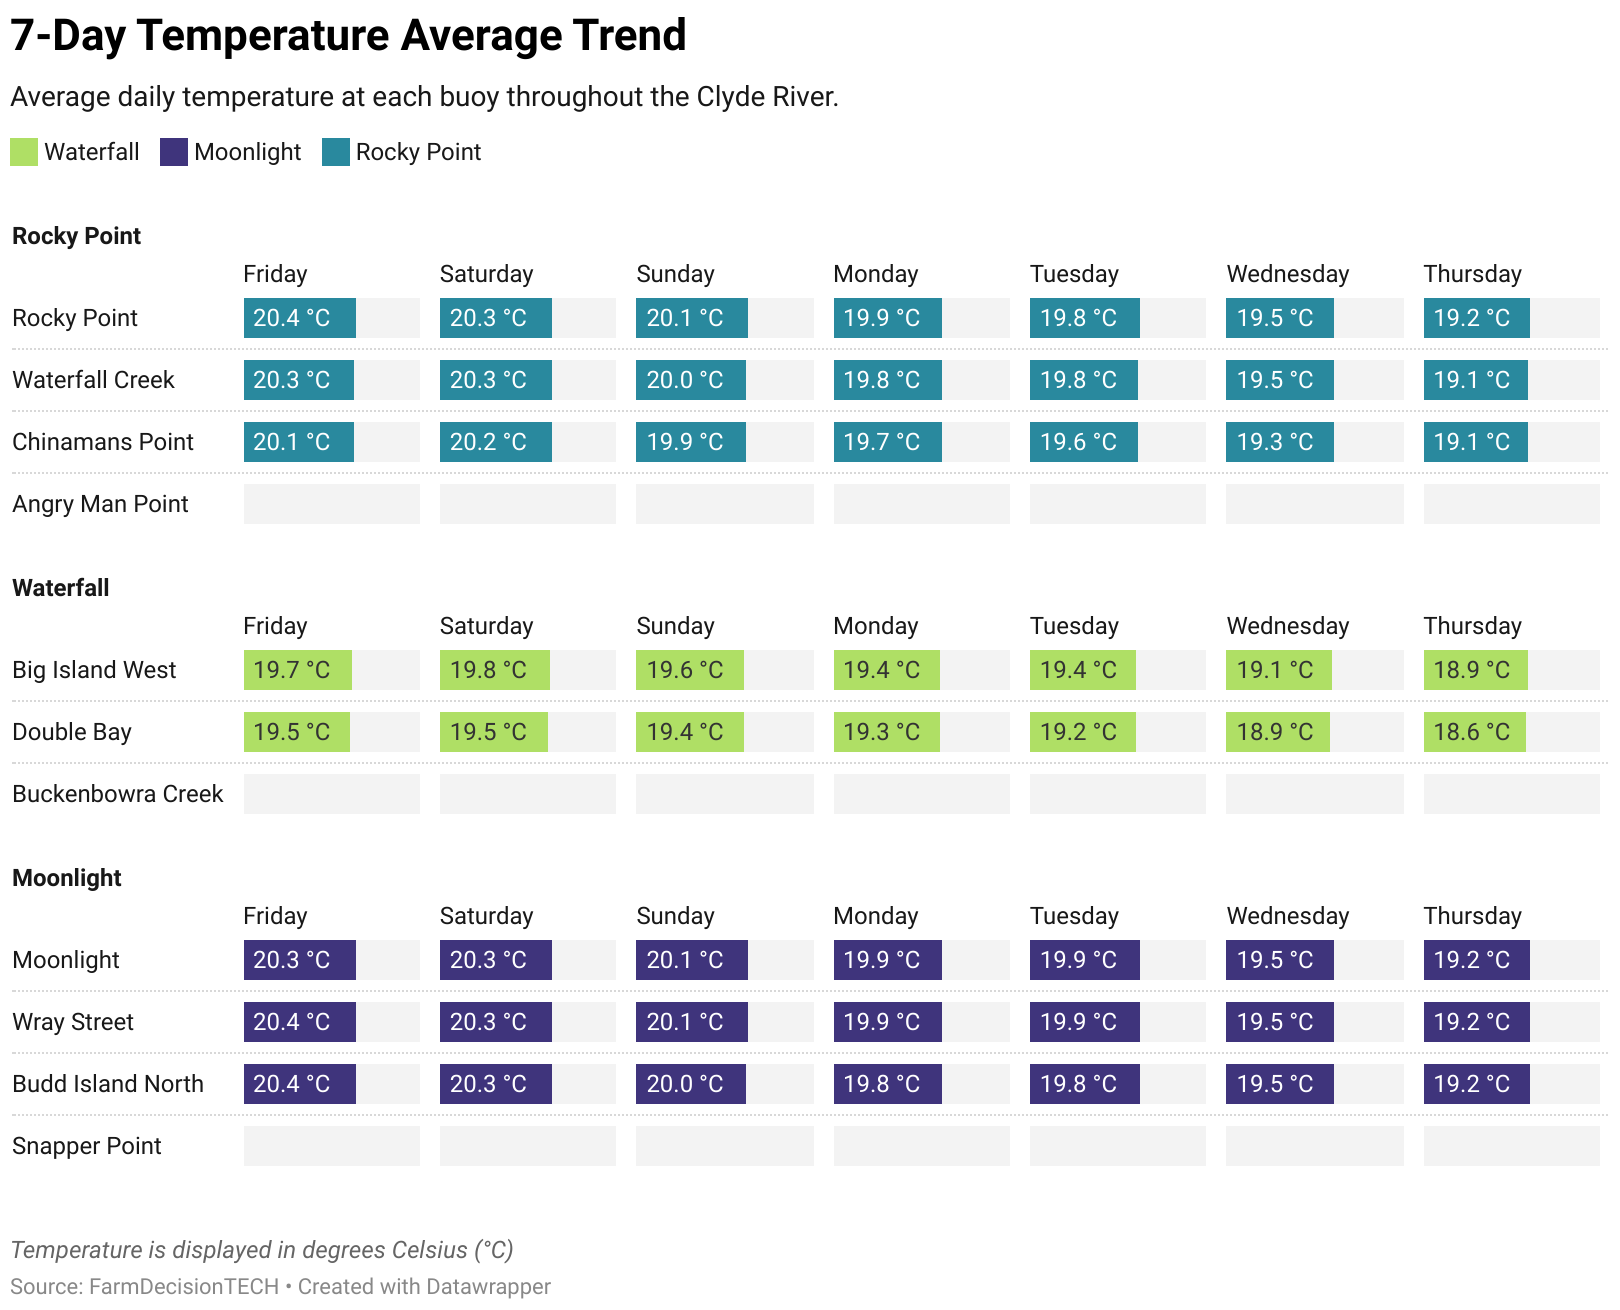 7-Day Temperature Average Trend
Average daily temperature at each buoy throughout the Clyde River.
Waterfall Moonlight Rocky Point
Rocky Point
Friday Saturday Sunday Monday Tuesday Wednesday Thursday
Rocky Point 20.4 °C 20.3 °C 20.1 °C 19.9 °C 19.8 °C 19.5 °C 19.2 °C
Waterfall Creek 20.3 °C 20.3 °C 20.0 °C 19.8 °C 19.8 °C 19.5 °C 19.1 °C
Chinamans Point 20.1 °C 20.2 °C 19.9 °C 19.7 °C 19.6 °C 19.3 °C 19.1 °C
Angry Man Point
Waterfall
Friday Saturday Sunday Monday Tuesday Wednesday Thursday
Big Island West 19.7 °C 19.8 °C 19.6 °C 19.4 °C 19.4 °C 19.1 °C 18.9 °C
Double Bay 19.5 °C 19.5 °C 19.4 °C 19.3 °C 19.2 °C 18.9 °C 18.6 °C
Buckenbowra Creek
Moonlight
Friday Saturday Sunday Monday Tuesday Wednesday Thursday
Moonlight 20.3 °C 20.3 °C 20.1 °C 19.9 °C 19.9 °C 19.5 °C 19.2 °C
Wray Street 20.4 °C 20.3 °C 20.1 °C 19.9 °C 19.9 °C 19.5 °C 19.2 °C
Budd Island North 20.4 °C 20.3 °C 20.0 °C 19.8 °C 19.8 °C 19.5 °C 19.2 °C
Snapper Point
Temperature is displayed in degrees Celsius (°C)
Source: FarmDecisionTECH • Created with Datawrapper